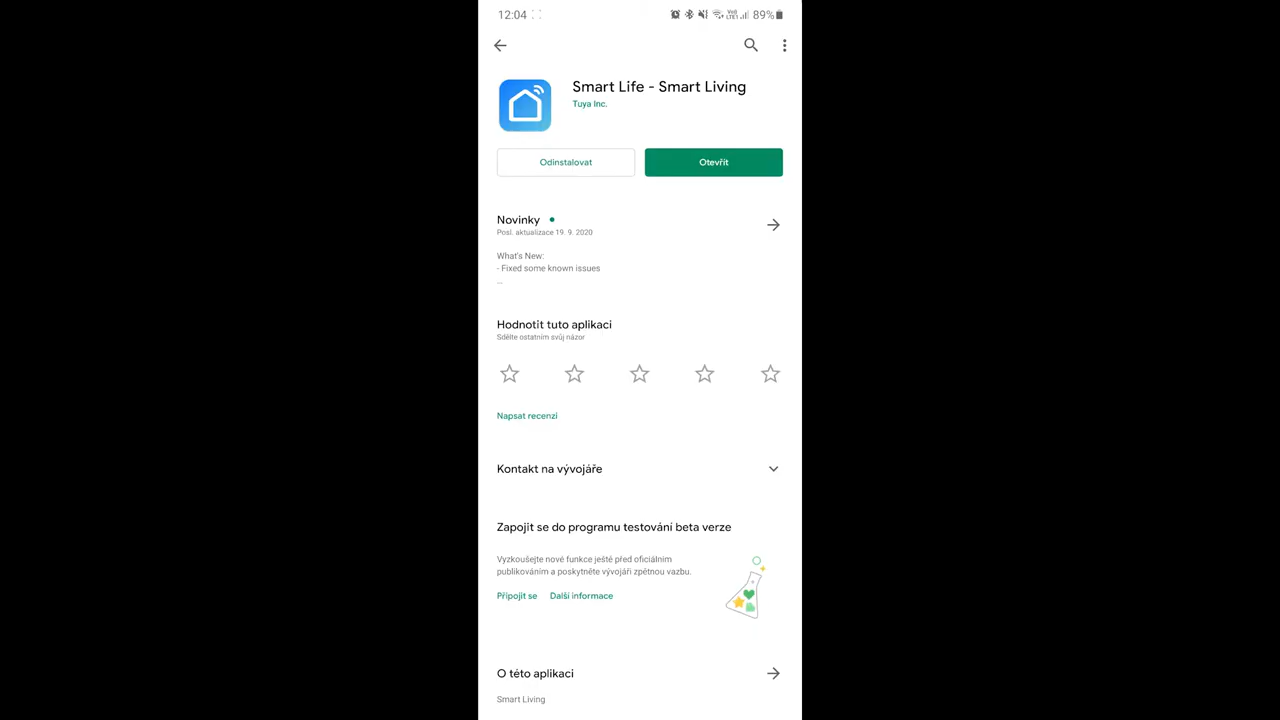 12:04
89%
Smart Life - Smart Living
Tuya Inc.
Odinstalovat
Otevřít
Novinky
Posl. aktualizace 19. 9. 2020
What's New:
- Fixed some known issues
...
Hodnotit tuto aplikaci
Sdělte ostatním svůj názor
Napsat recenzi
Kontakt na vývojáře
Zapojit se do programu testování beta verze
Vyzkoušejte nové funkce ještě před oficiálním
publikováním a poskytněte vývojáři zpětnou vazbu.
Připojit se
Další informace
O této aplikaci
Smart Living